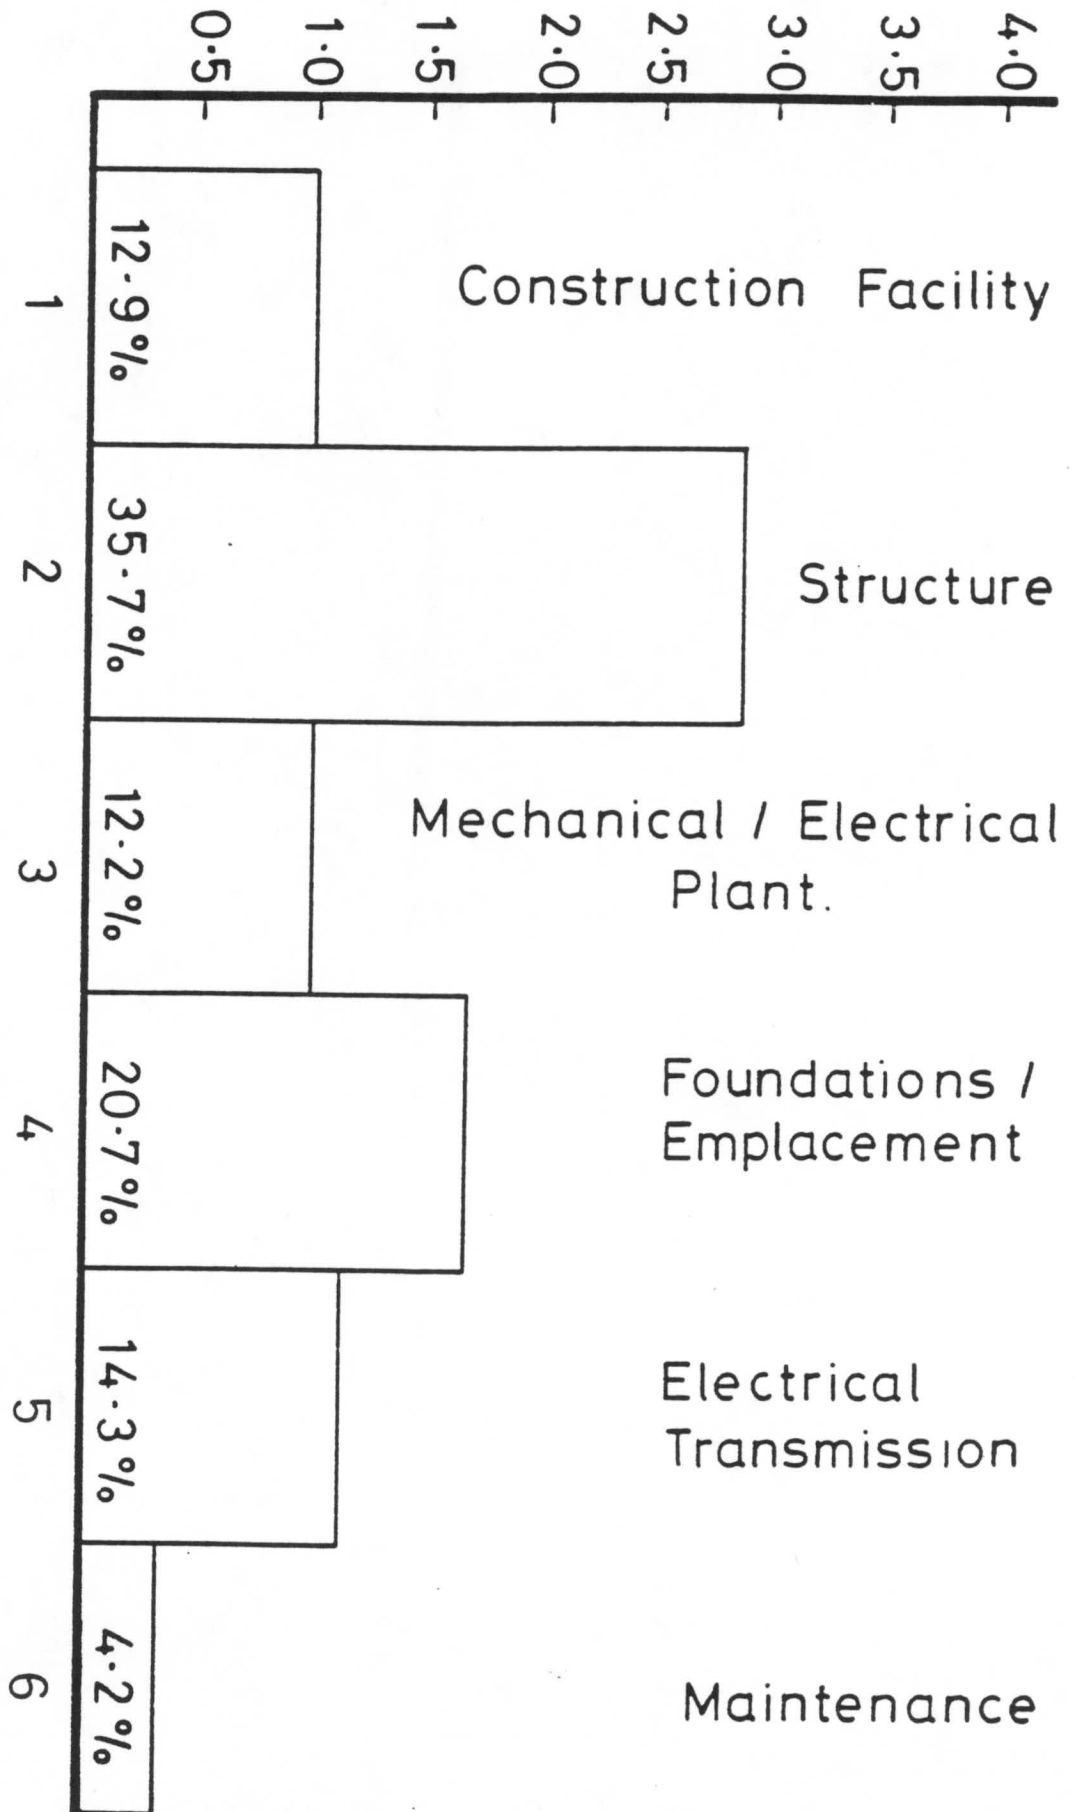 0·5
1·0
1·5
2·0
2·5
3·0
3·5
4·0
Construction Facility
12·9%
1
Structure
35·7%
2
Mechanical / Electrical
Plant.
12·2%
3
Foundations /
Emplacement
20·7%
4
Electrical
Transmission
14·3%
5
Maintenance
4·2%
6